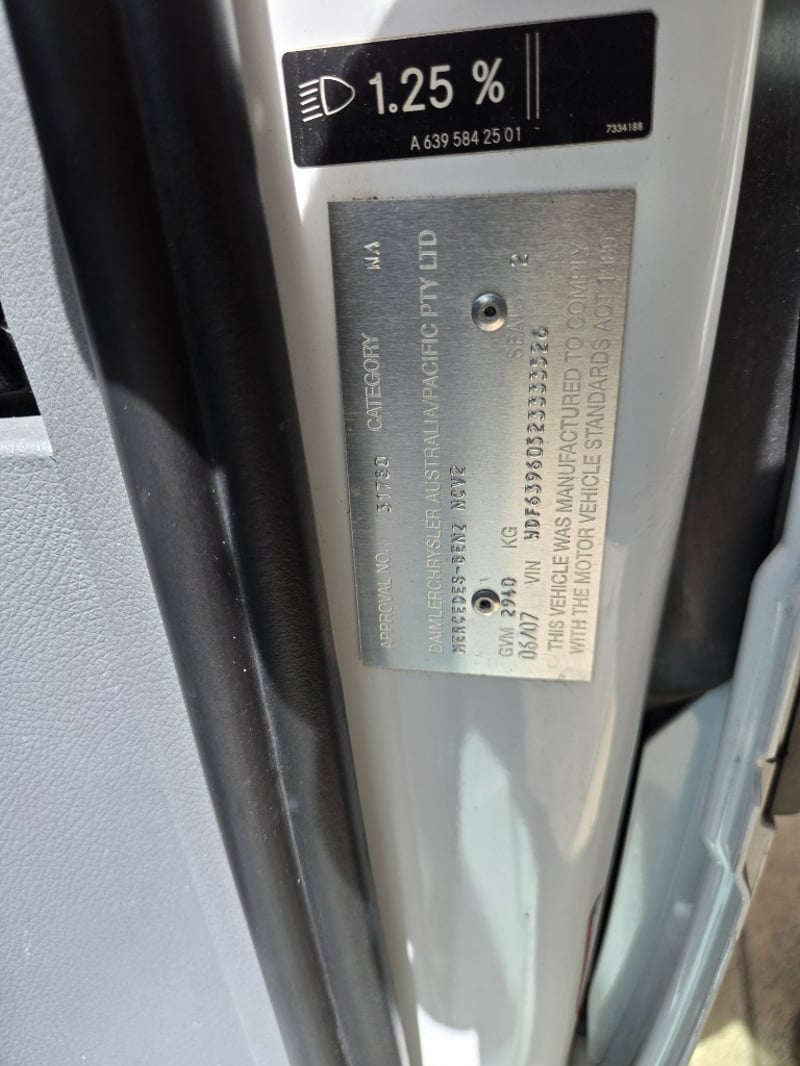 1.25 %
A 639 584 25 01
7334188
APPROVAL NO. 31780 CATEGORY NA
DAIMLERCHRYSLER AUSTRALIA/PACIFIC PTY LTD
MERCEDES-BENZ NCV2
GVM 2940 KG SEATS
06/07 VIN WDF63960523333526
THIS VEHICLE WAS MANUFACTURED TO COMPLY
WITH THE MOTOR VEHICLE STANDARDS ACT 1989